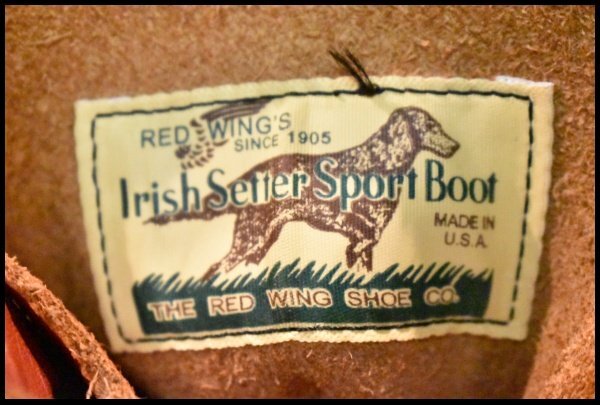 RED WING'S
SINCE 1905
Irish Setter Sport Boot
MADE IN
U.S.A.
THE RED WING SHOE CO.